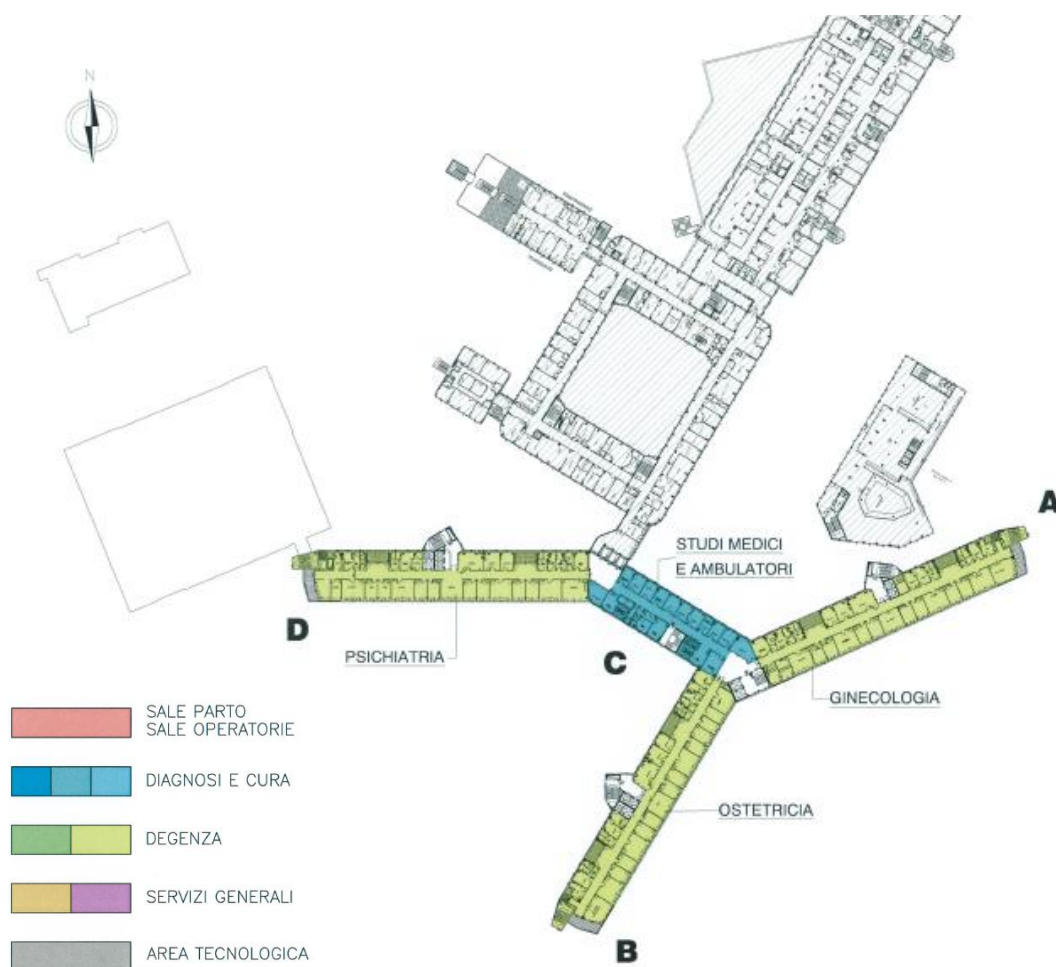 N
A
STUDI MEDICI
E AMBULATORI
D
PSICHIATRIA
C
GINECOLOGIA
SALE PARTO
SALE OPERATORIE
DIAGNOSI E CURA
OSTETRICIA
DEGENZA
SERVIZI GENERALI
B
AREA TECNOLOGICA